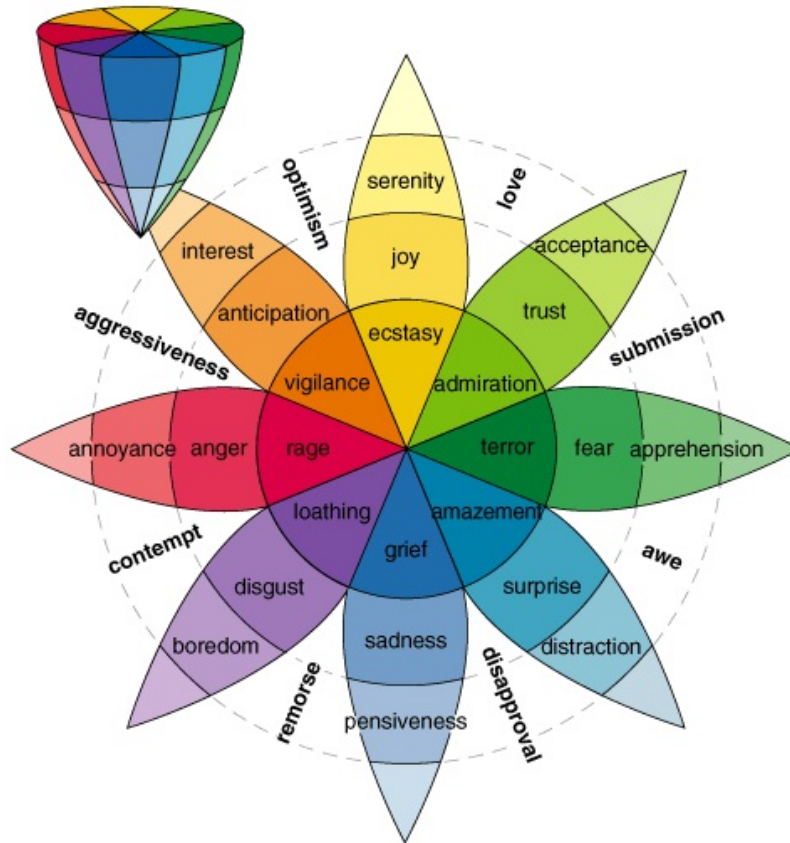 optimism
love
serenity
interest
acceptance
joy
anticipation
trust
aggressiveness
submission
ecstasy
vigilance
admiration
annoyance
anger
rage
terror
fear
apprehension
loathing
amazement
contempt
awe
grief
disgust
surprise
boredom
sadness
distraction
remorse
disapproval
pensiveness